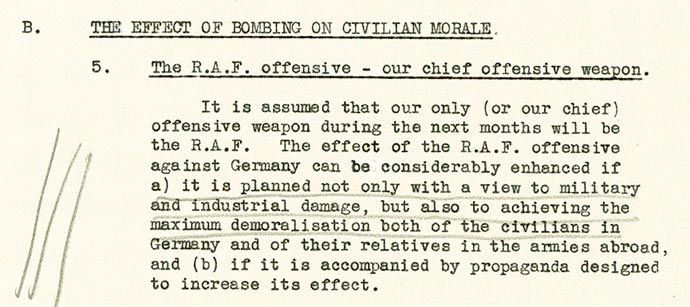 B. THE EFFECT OF BOMBING ON CIVILIAN MORALE.
5. The R.A.F. offensive - our chief offensive weapon.
It is assumed that our only (or our chief)
offensive weapon during the next months will be
the R.A.F. The effect of the R.A.F. offensive
against Germany can be considerably enhanced if
a) it is planned not only with a view to military
and industrial damage, but also to achieving the
maximum demoralisation both of the civilians in
Germany and of their relatives in the armies abroad,
and (b) if it is accompanied by propaganda designed
to increase its effect.